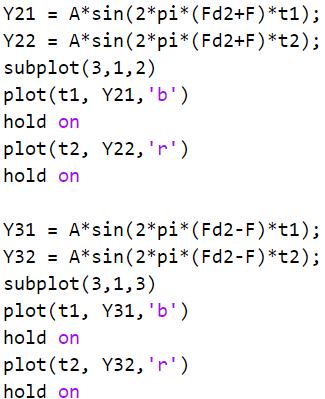 Y21 = A*sin(2*pi*(Fd2+F)*t1);
Y22 = A*sin(2*pi*(Fd2+F)*t2);
subplot(3,1,2)
plot(t1, Y21,'b')
hold on
plot(t2, Y22,'r')
hold on
Y31 = A*sin(2*pi*(Fd2-F)*t1);
Y32 = A*sin(2*pi*(Fd2-F)*t2);
subplot(3,1,3)
plot(t1, Y31,'b')
hold on
plot(t2, Y32,'r')
hold on